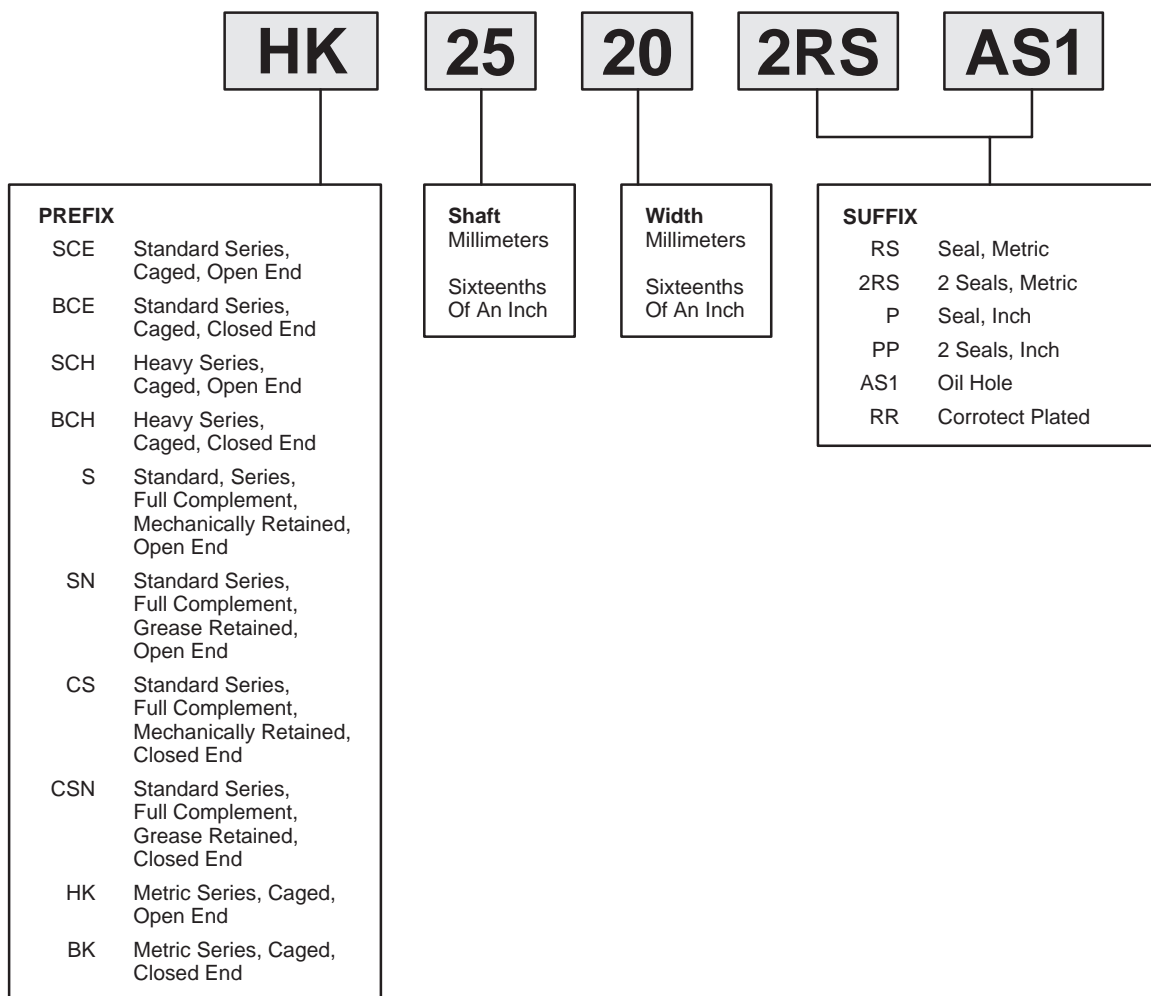 HK 25 20 2RS AS1
PREFIX
SCE Standard Series,
Caged, Open End
BCE Standard Series,
Caged, Closed End
SCH Heavy Series,
Caged, Open End
BCH Heavy Series,
Caged, Closed End
S Standard, Series,
Full Complement,
Mechanically Retained,
Open End
SN Standard Series,
Full Complement,
Grease Retained,
Open End
CS Standard Series,
Full Complement,
Mechanically Retained,
Closed End
CSN Standard Series,
Full Complement,
Grease Retained,
Closed End
HK Metric Series, Caged,
Open End
BK Metric Series, Caged,
Closed End
Shaft
Millimeters
Sixteenths
Of An Inch
Width
Millimeters
Sixteenths
Of An Inch
SUFFIX
RS Seal, Metric
2RS 2 Seals, Metric
P Seal, Inch
PP 2 Seals, Inch
AS1 Oil Hole
RR Corrotect Plated